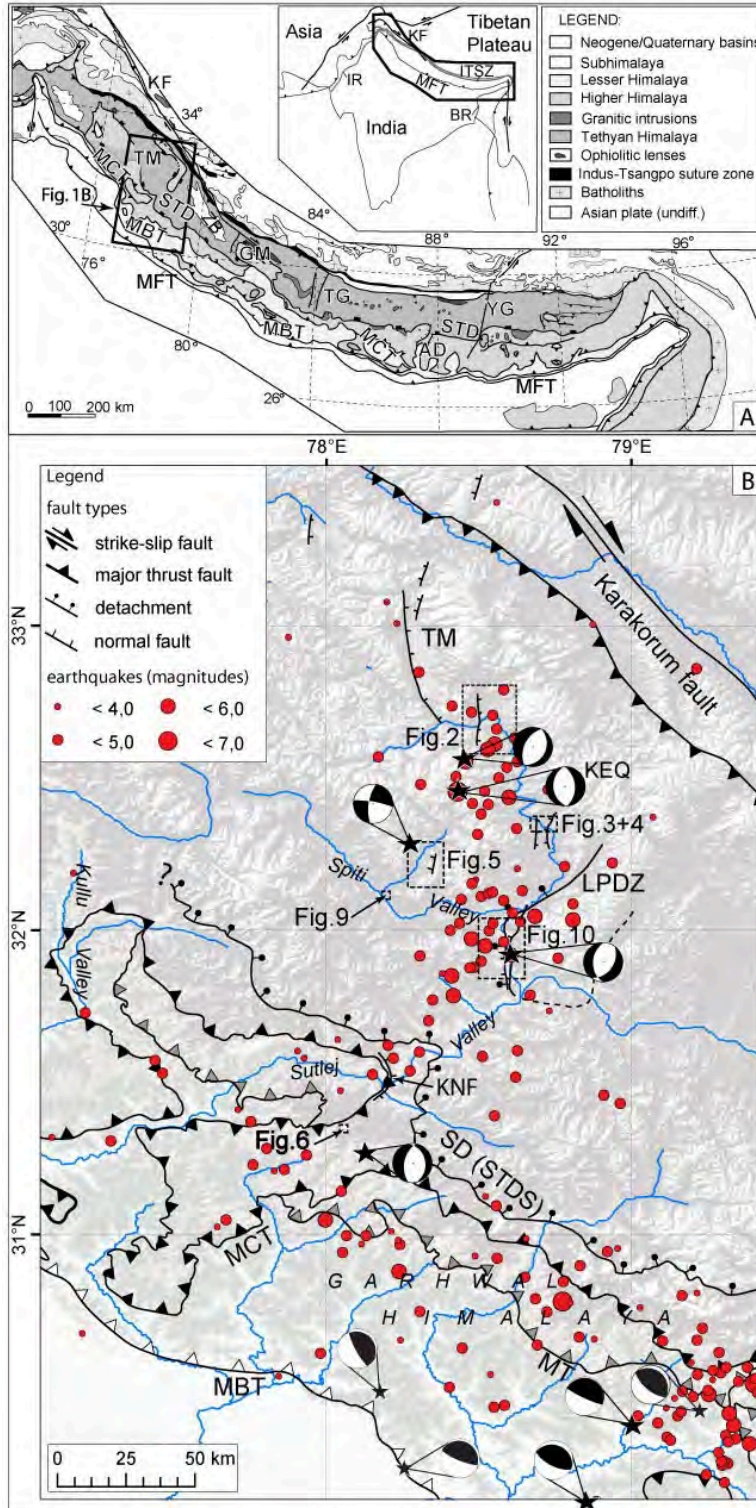 Asia
Tibetan
Plateau
KF
ITSZ
MFT
IR
BR
India
LEGEND:
Neogene/Quaternary basins
Subhimalaya
Lesser Himalaya
Higher Himalaya
Granitic intrusions
Tethyan Himalaya
Ophiolitic lenses
Indus-Tsangpo suture zone
Batholiths
Asian plate (undiff.)
KF
34°
TM
MCT
STD
LP
Fig. 1B
MBT
30°
76°
MFT
GM
84°
88°
92°
96°
TG
YG
MBT
STD
MCT
AD
80°
MFT
26°
0 100 200 km
A
78°E
79°E
B
Legend
fault types
strike-slip fault
major thrust fault
detachment
normal fault
earthquakes (magnitudes)
< 4,0
< 6,0
< 5,0
< 7,0
33°N
TM
Karakorum fault
Fig.2
KEQ
Fig.3+4
Fig.5
LPDZ
Spiti
Valley
Fig.9
Fig.10
Kullu
Valley
?
32°N
Valley
Sutlej
KNF
Fig.6
SD (STDS)
31°N
MCT
GARHWAL
HIMALAYA
MBT
MT
0 25 50 km